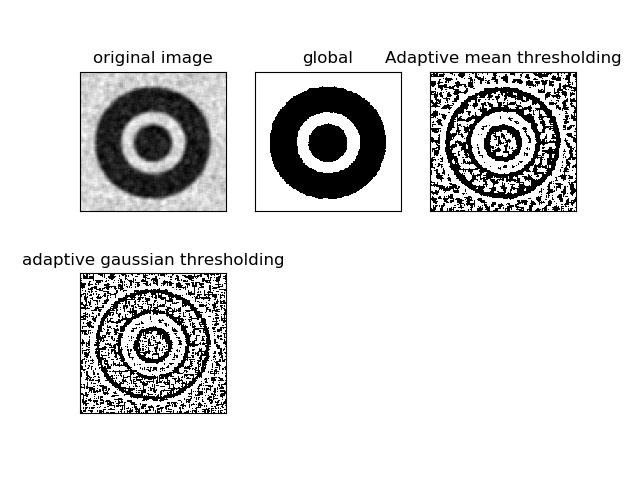 original image
global
Adaptive mean thresholding
adaptive gaussian thresholding